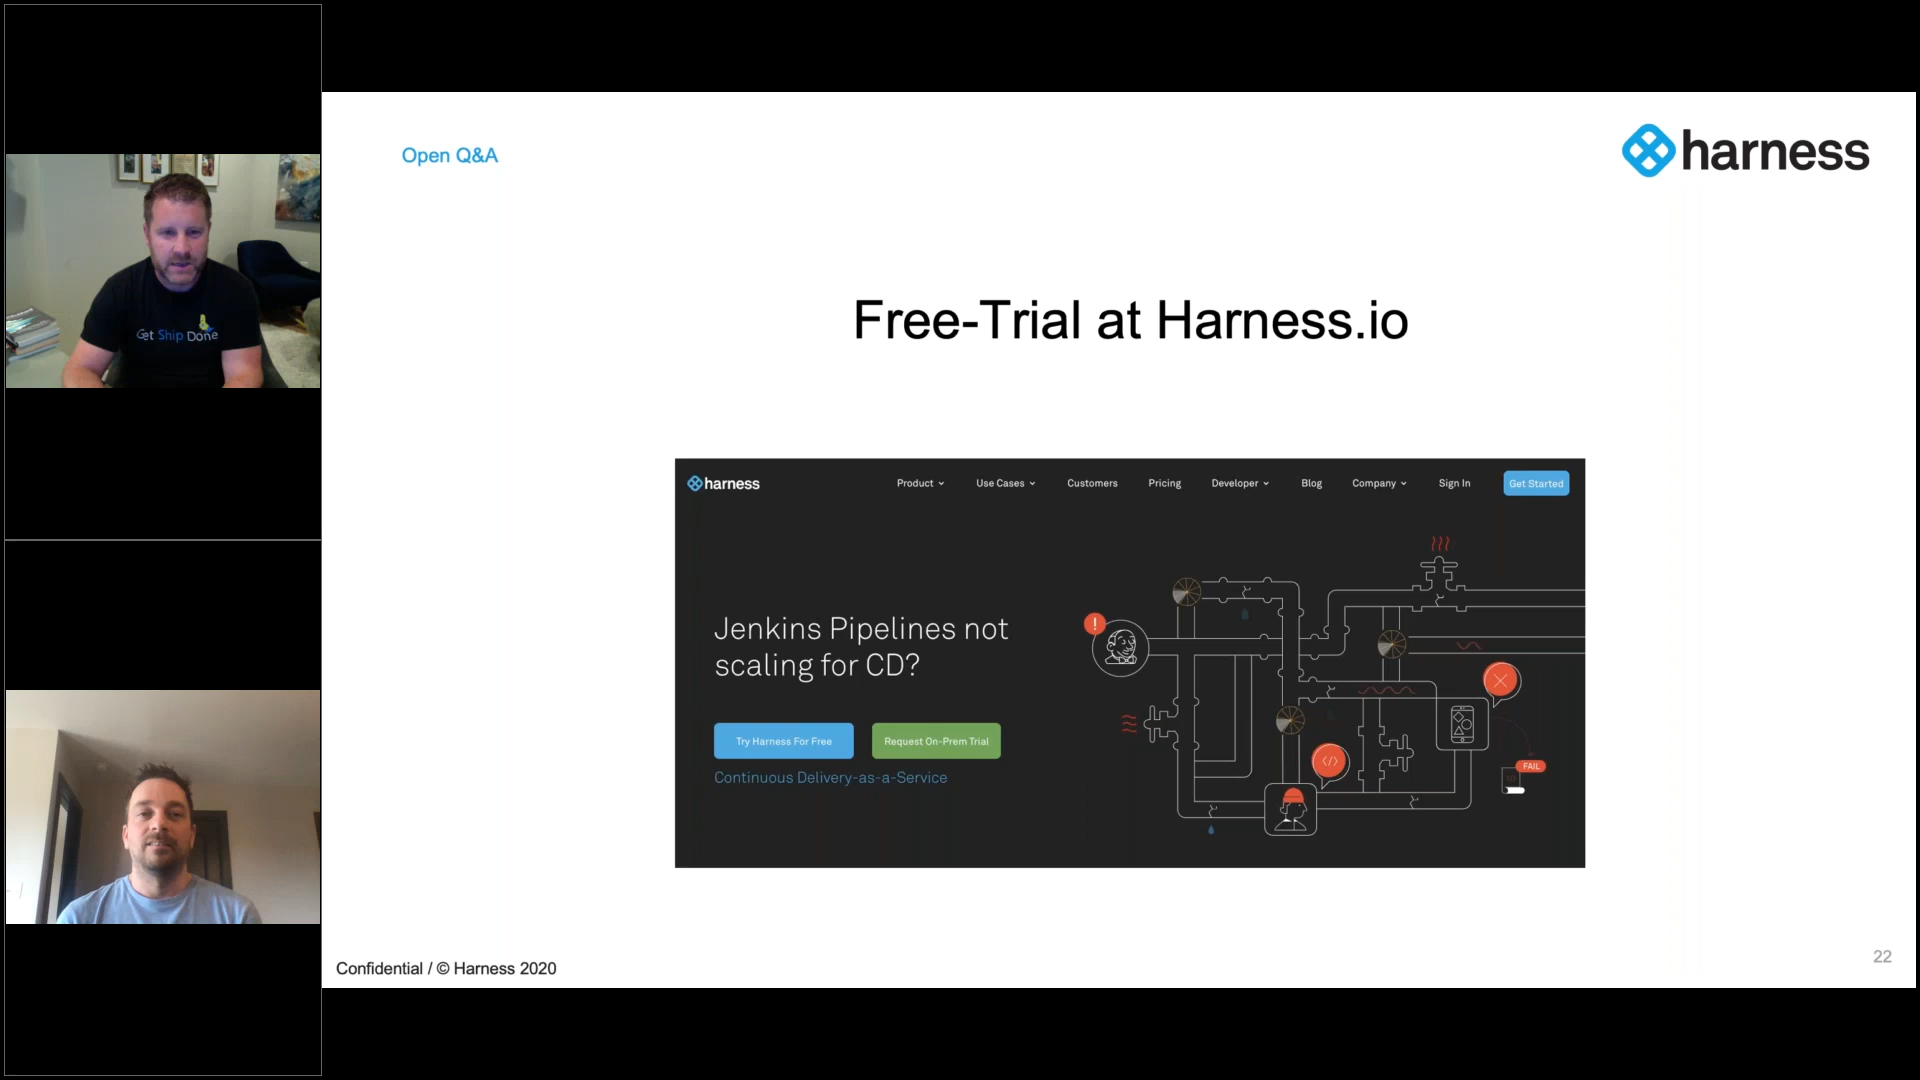 Get Ship Done
Open Q&A
harness
Free-Trial at Harness.io
harness
Product
Use Cases
Customers
Pricing
Developer
Blog
Company
Sign In
Get Started
Jenkins Pipelines not
scaling for CD?
Try Harness For Free
Request On-Prem Trial
Continuous Delivery-as-a-Service
!
</>
FAIL
Confidential / © Harness 2020
22